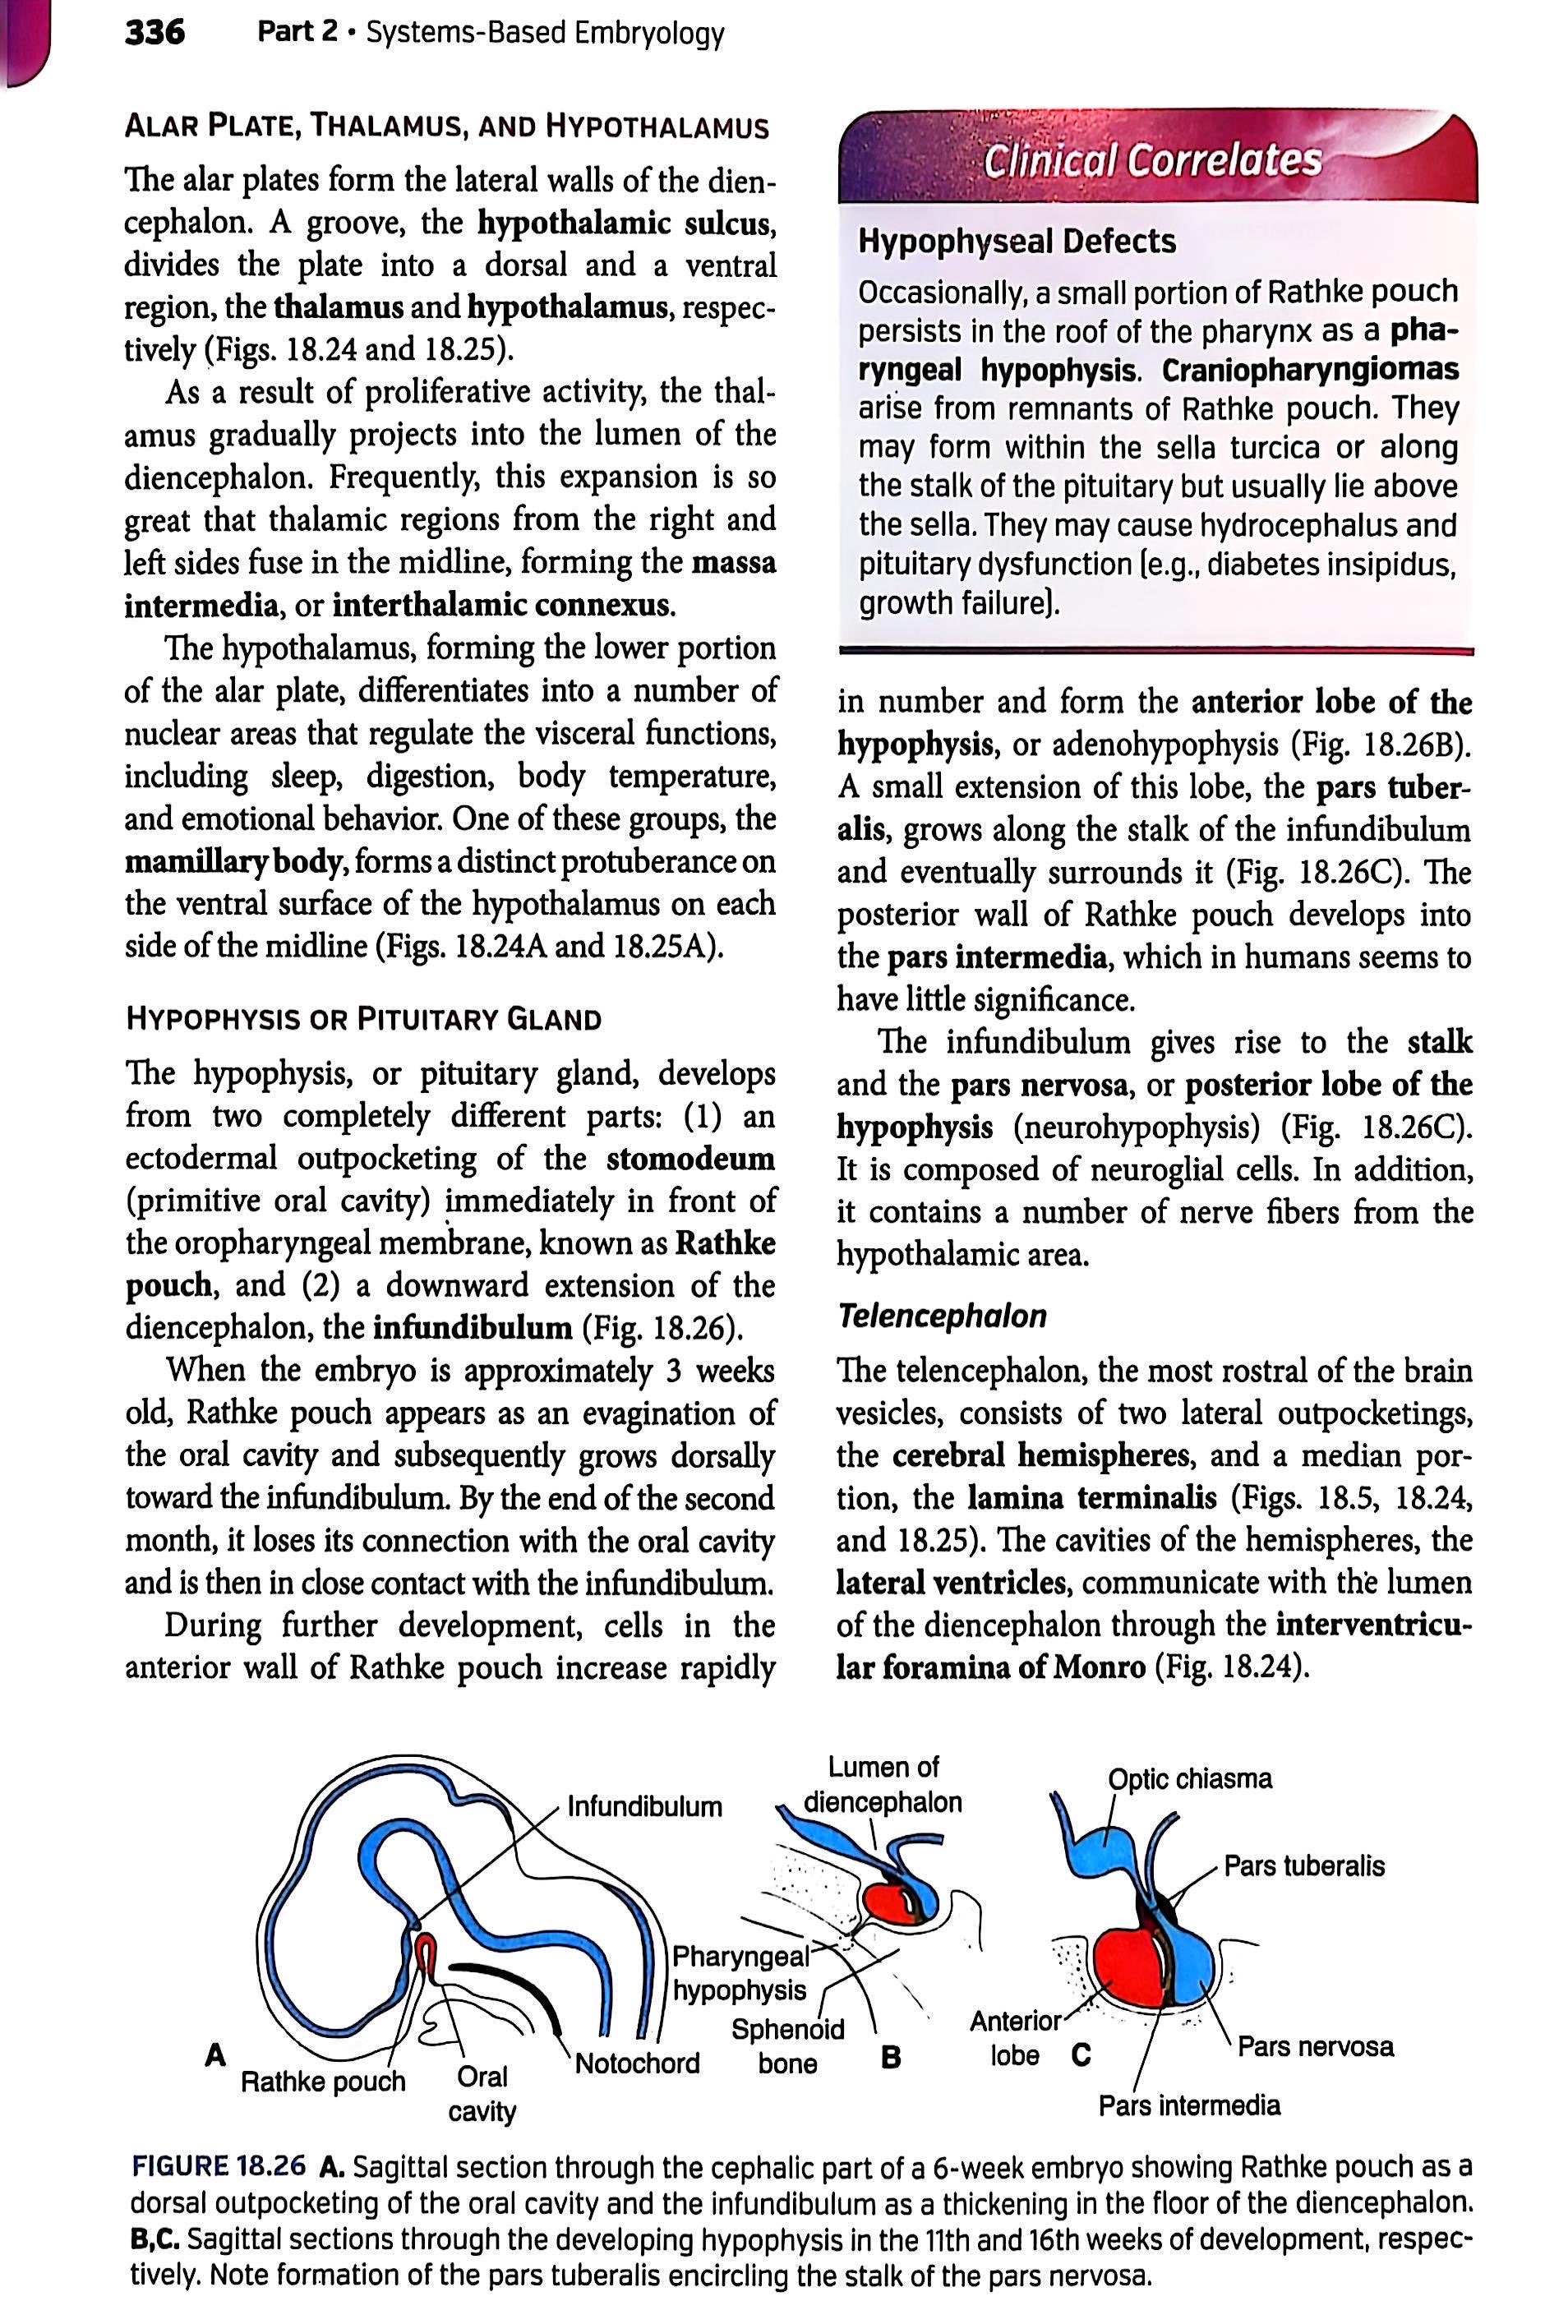 336 Part 2 • Systems-Based Embryology
ALAR PLATE, THALAMUS, AND HYPOTHALAMUS
The alar plates form the lateral walls of the dien-
cephalon. A groove, the hypothalamic sulcus,
divides the plate into a dorsal and a ventral
region, the thalamus and hypothalamus, respec-
tively (Figs. 18.24 and 18.25).
As a result of proliferative activity, the thal-
amus gradually projects into the lumen of the
diencephalon. Frequently, this expansion is so
great that thalamic regions from the right and
left sides fuse in the midline, forming the massa
intermedia, or interthalamic connexus.
The hypothalamus, forming the lower portion
of the alar plate, differentiates into a number of
nuclear areas that regulate the visceral functions,
including sleep, digestion, body temperature,
and emotional behavior. One of these groups, the
mamillary body, forms a distinct protuberance on
the ventral surface of the hypothalamus on each
side of the midline (Figs. 18.24A and 18.25A).
HYPOPHYSIS OR PITUITARY GLAND
The hypophysis, or pituitary gland, develops
from two completely different parts: (1) an
ectodermal outpocketing of the stomodeum
(primitive oral cavity) immediately in front of
the oropharyngeal membrane, known as Rathke
pouch, and (2) a downward extension of the
diencephalon, the infundibulum (Fig. 18.26).
When the embryo is approximately 3 weeks
old, Rathke pouch appears as an evagination of
the oral cavity and subsequently grows dorsally
toward the infundibulum. By the end of the second
month, it loses its connection with the oral cavity
and is then in close contact with the infundibulum.
During further development, cells in the
anterior wall of Rathke pouch increase rapidly
Clinical Correlates
Hypophyseal Defects
Occasionally, a small portion of Rathke pouch
persists in the roof of the pharynx as a pha-
ryngeal hypophysis. Craniopharyngiomas
arise from remnants of Rathke pouch. They
may form within the sella turcica or along
the stalk of the pituitary but usually lie above
the sella. They may cause hydrocephalus and
pituitary dysfunction (e.g., diabetes insipidus,
growth failure).
in number and form the anterior lobe of the
hypophysis, or adenohypophysis (Fig. 18.26B).
A small extension of this lobe, the pars tuber-
alis, grows along the stalk of the infundibulum
and eventually surrounds it (Fig. 18.26C). The
posterior wall of Rathke pouch develops into
the pars intermedia, which in humans seems to
have little significance.
The infundibulum gives rise to the stalk
and the pars nervosa, or posterior lobe of the
hypophysis (neurohypophysis) (Fig. 18.26C).
It is composed of neuroglial cells. In addition,
it contains a number of nerve fibers from the
hypothalamic area.
Telencephalon
The telencephalon, the most rostral of the brain
vesicles, consists of two lateral outpocketings,
the cerebral hemispheres, and a median por-
tion, the lamina terminalis (Figs. 18.5, 18.24,
and 18.25). The cavities of the hemispheres, the
lateral ventricles, communicate with the lumen
of the diencephalon through the interventricu-
lar foramina of Monro (Fig. 18.24).
Infundibulum
A
Rathke pouch
Oral
cavity
Notochord
Lumen of
diencephalon
Pharyngeal
hypophysis
Sphenoid
bone
B
Optic chiasma
Pars tuberalis
Anterior
lobe
C
Pars nervosa
Pars intermedia
FIGURE 18.26 A. Sagittal section through the cephalic part of a 6-week embryo showing Rathke pouch as a
dorsal outpocketing of the oral cavity and the infundibulum as a thickening in the floor of the diencephalon.
B,C. Sagittal sections through the developing hypophysis in the 11th and 16th weeks of development, respec-
tively. Note formation of the pars tuberalis encircling the stalk of the pars nervosa.